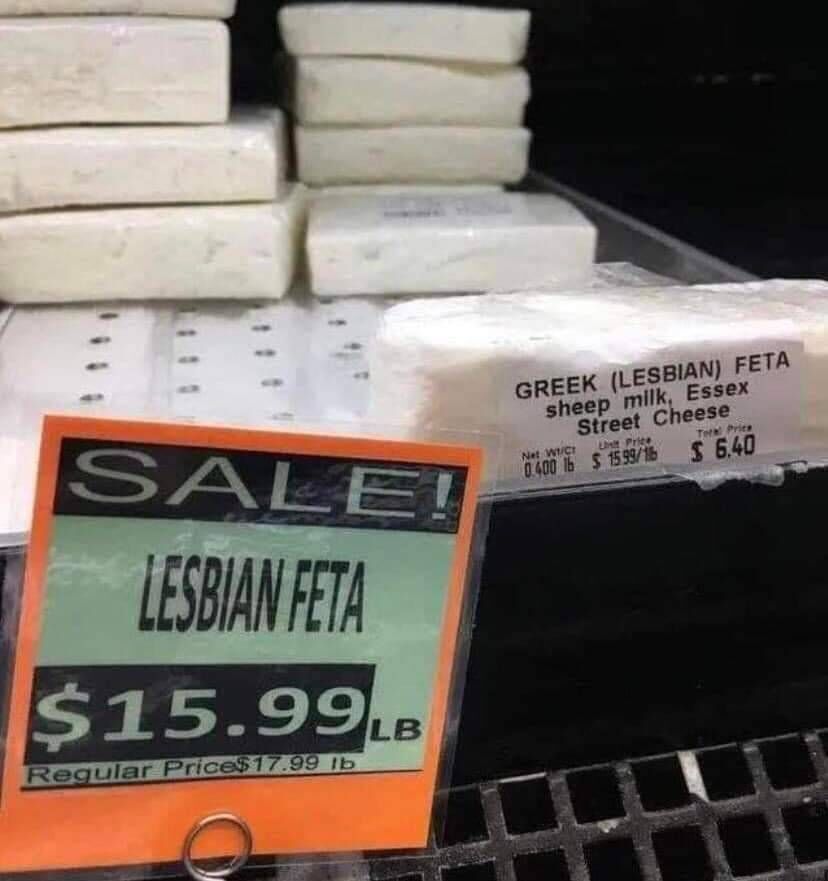 GREEK (LESBIAN) FETA
sheep milk, Essex
Street Cheese
Net Wt/Ct Unit Price Total Price
0.400 lb $ 15.99/lb $ 6.40
SALE!
LESBIAN FETA
$15.99 LB
Regular Price$17.99 lb